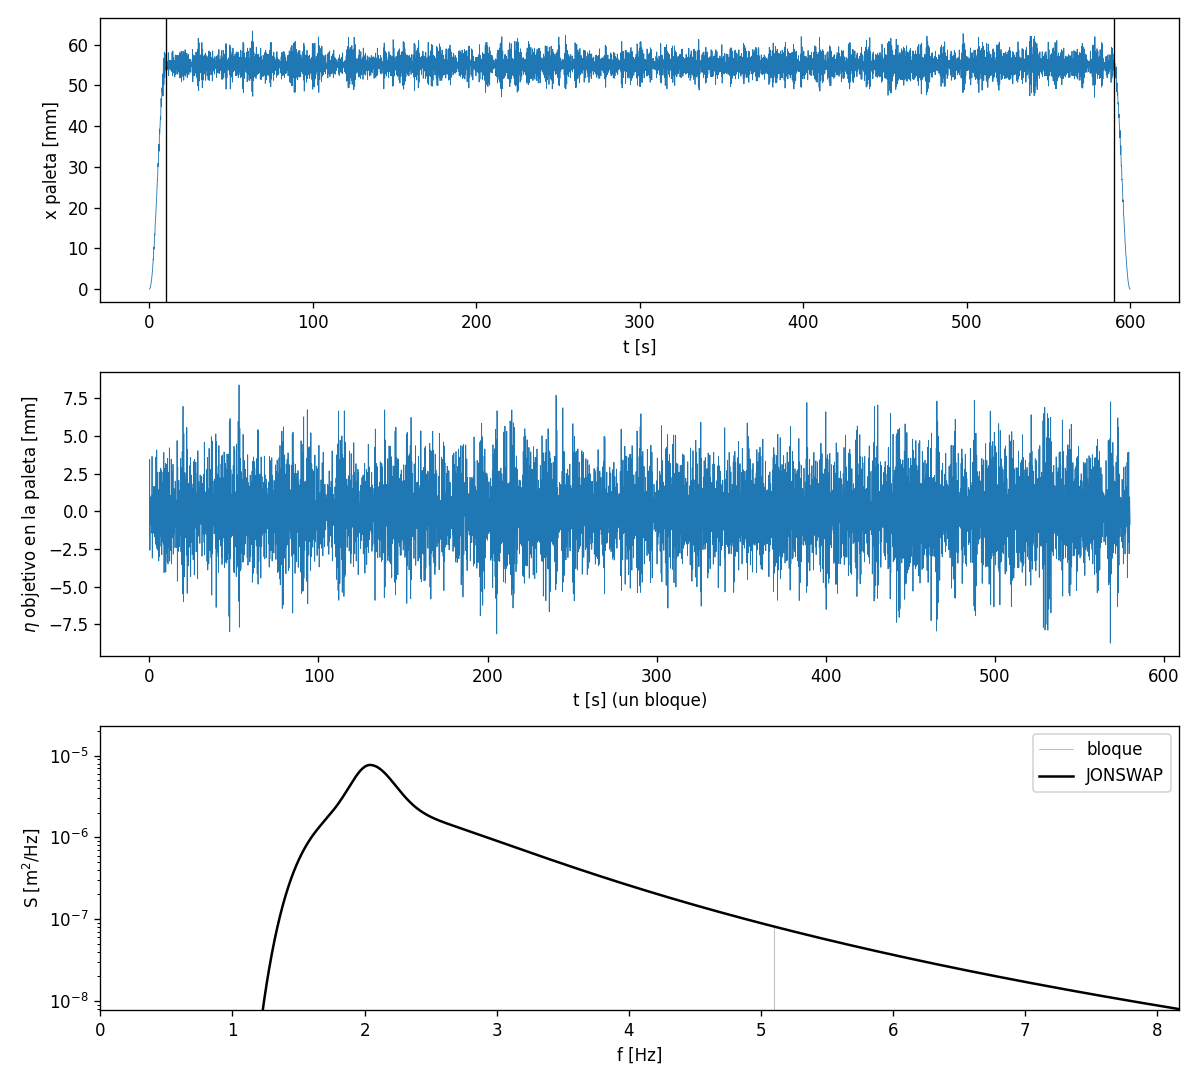 60
50
40
30
20
10
0
x paleta [mm]
0 100 200 300 400 500 600
t [s]
7.5
5.0
2.5
0.0
−2.5
−5.0
−7.5
η objetivo en la paleta [mm]
0 100 200 300 400 500 600
t [s] (un bloque)
bloque
JONSWAP
10⁻⁵
10⁻⁶
10⁻⁷
10⁻⁸
S [m²/Hz]
0 1 2 3 4 5 6 7 8
f [Hz]